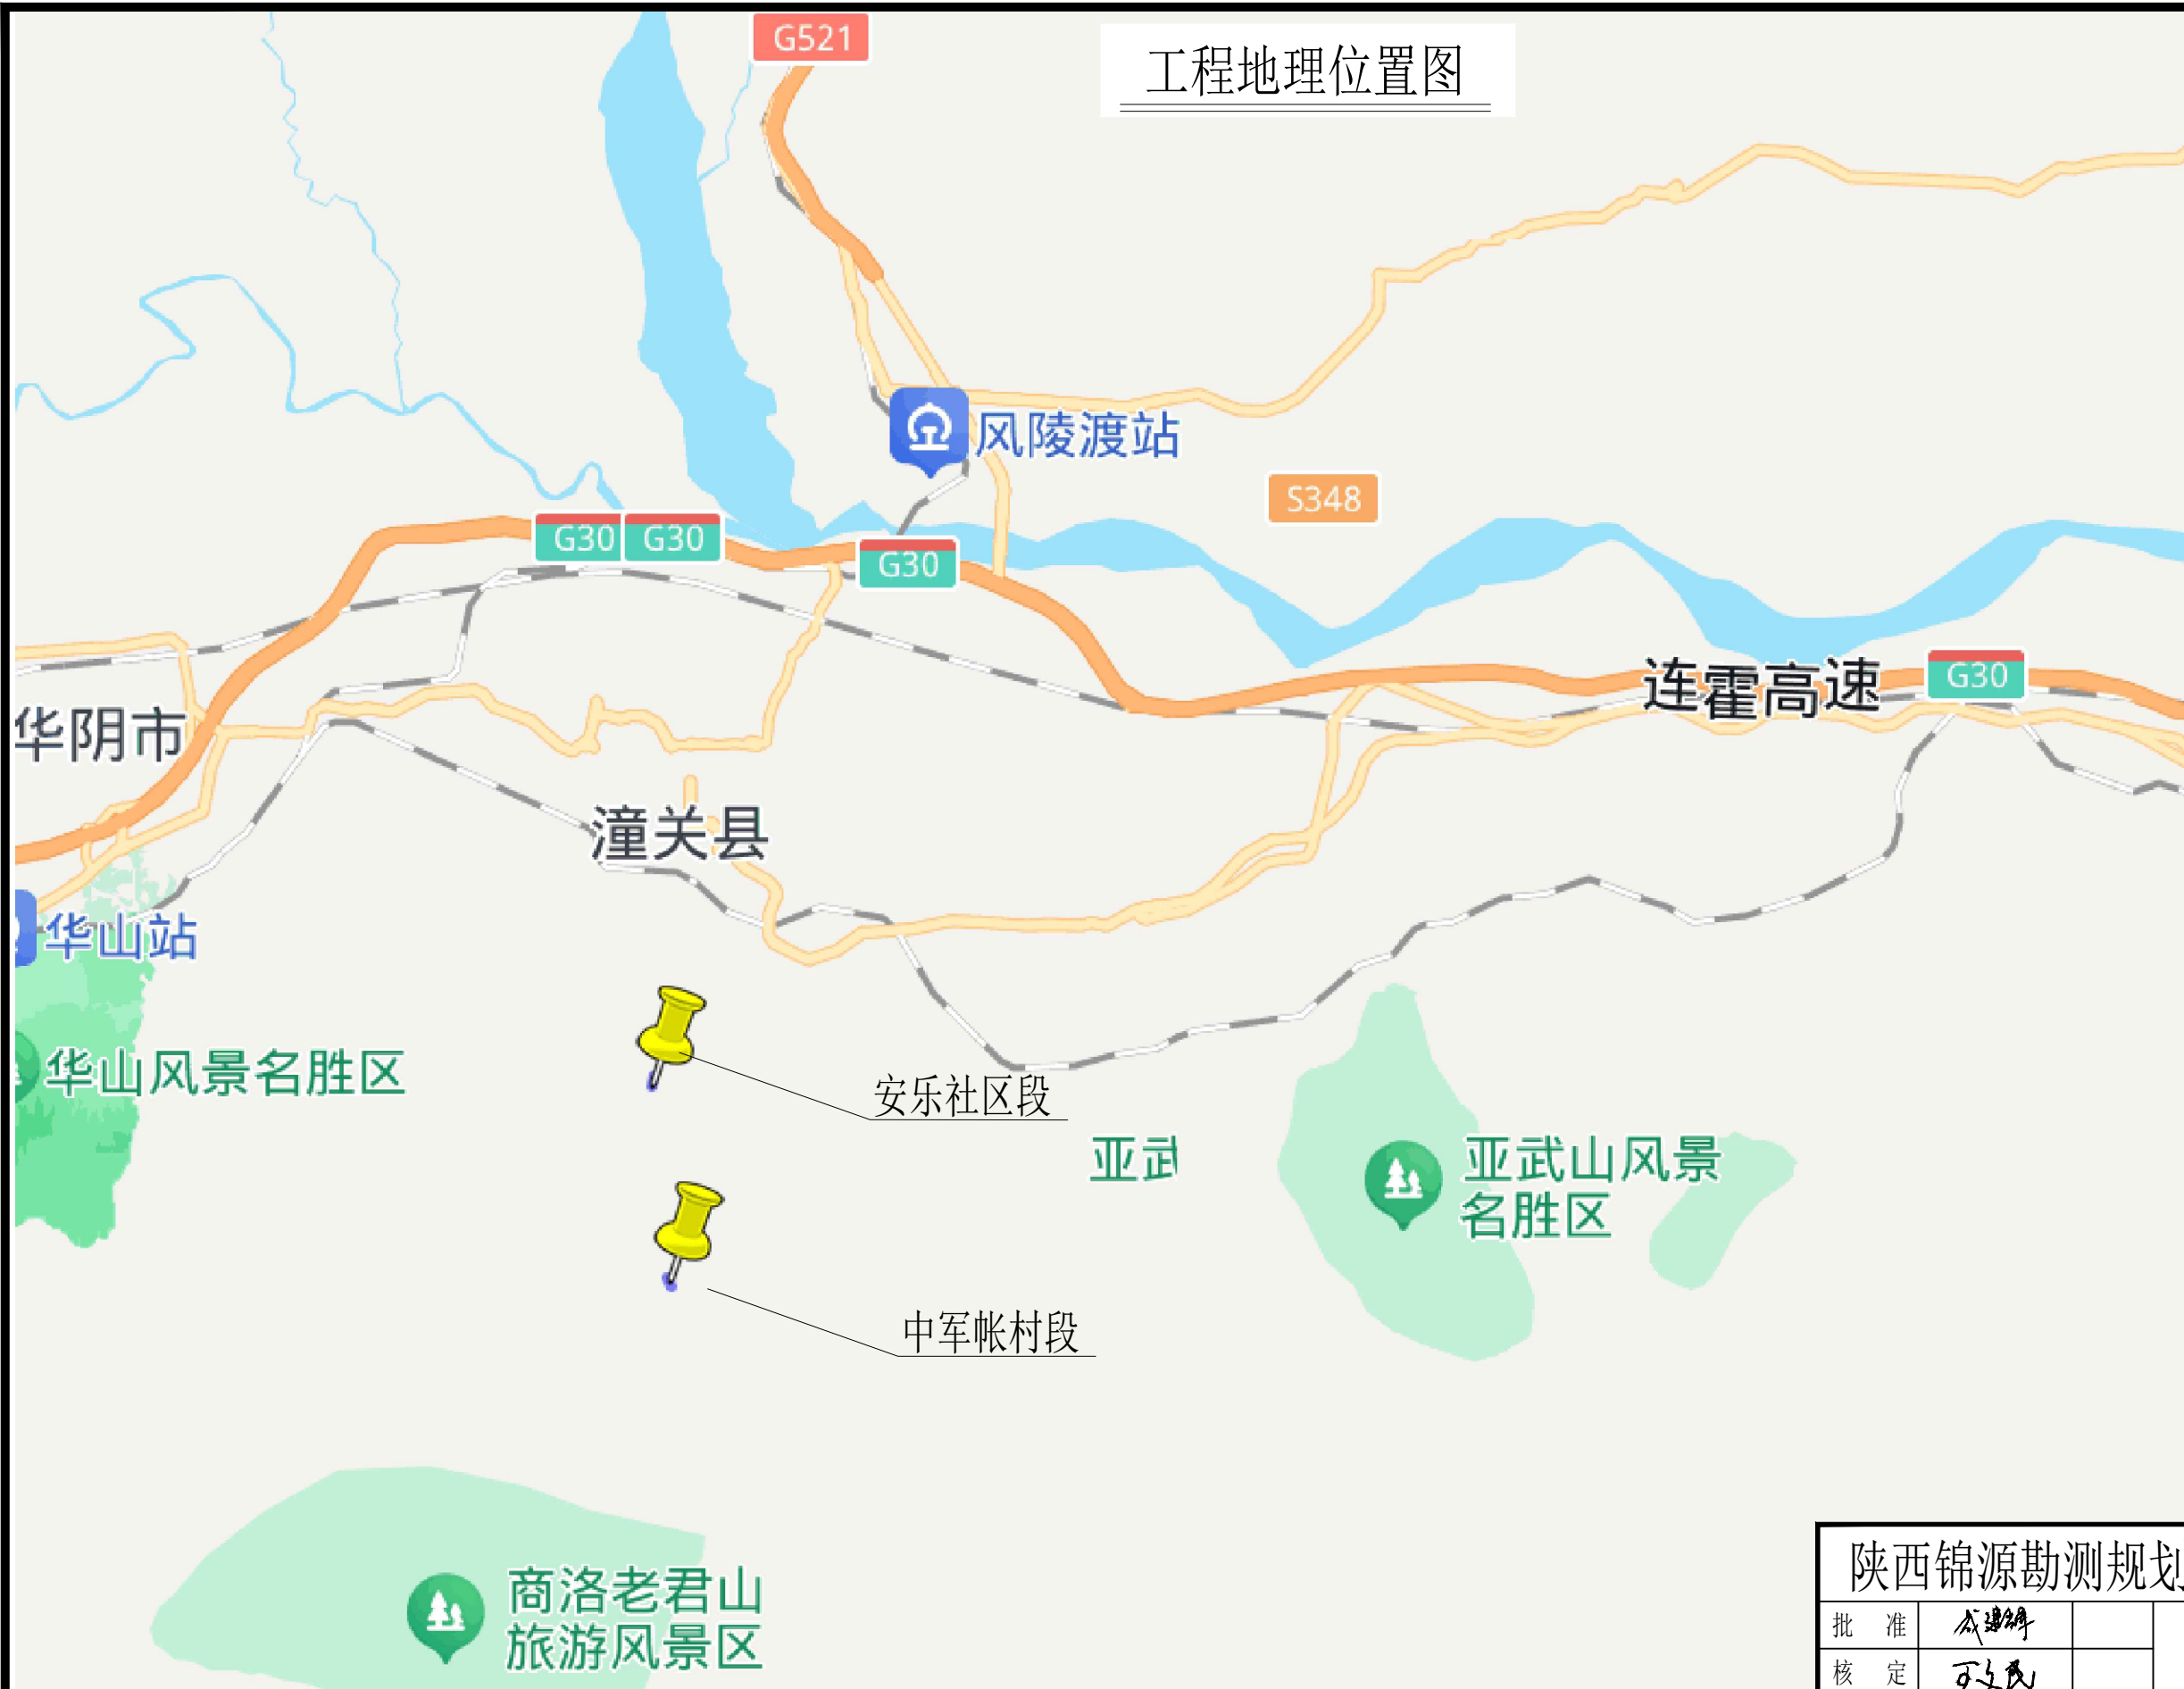 G521
工程地理位置图
风陵渡站
S348
G30
G30
G30
连霍高速
G30
华阴市
潼关县
华山站
华山风景名胜区
安乐社区段
亚武
亚武山风景
名胜区
中军帐村段
商洛老君山
旅游风景区
陕西锦源勘测规划
批 准
核 定